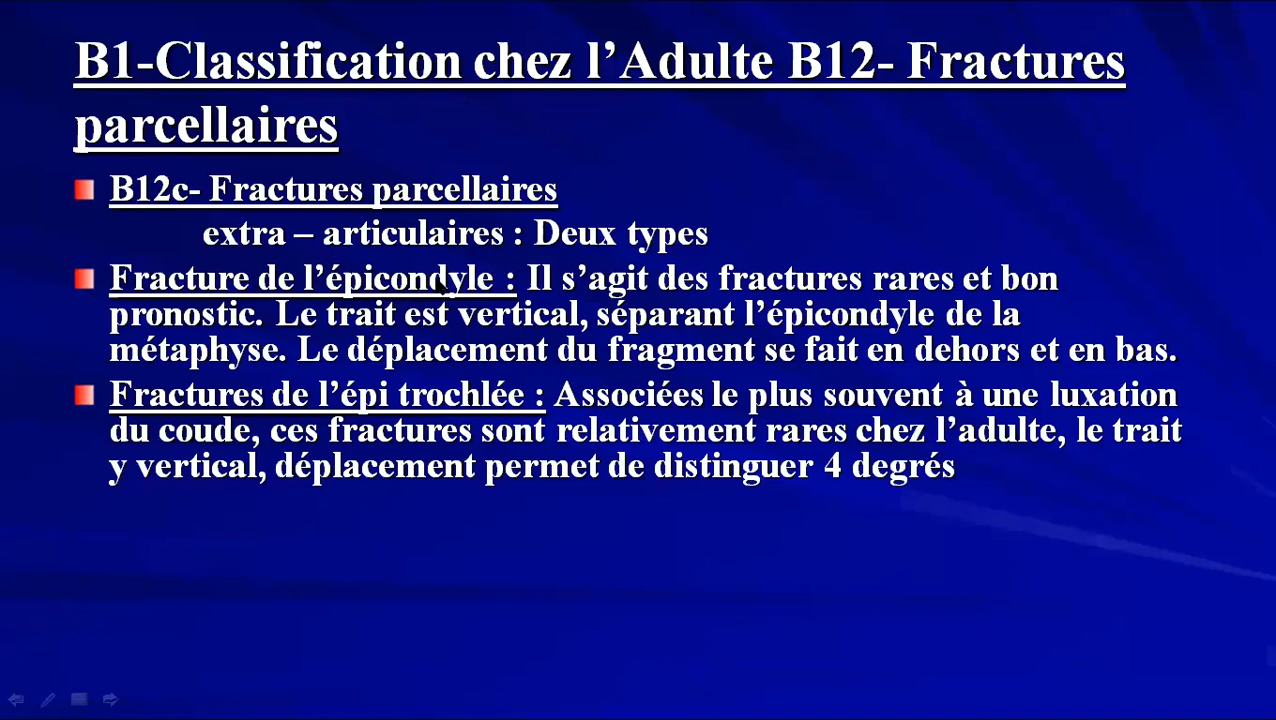 B1-Classification chez l’Adulte B12- Fractures
parcellaires
B12c- Fractures parcellaires
extra – articulaires : Deux types
Fracture de l’épicondyle : Il s’agit des fractures rares et bon
pronostic. Le trait est vertical, séparant l’épicondyle de la
métaphyse. Le déplacement du fragment se fait en dehors et en bas.
Fractures de l’épi trochlée : Associées le plus souvent à une luxation
du coude, ces fractures sont relativement rares chez l’adulte, le trait
y vertical, déplacement permet de distinguer 4 degrés